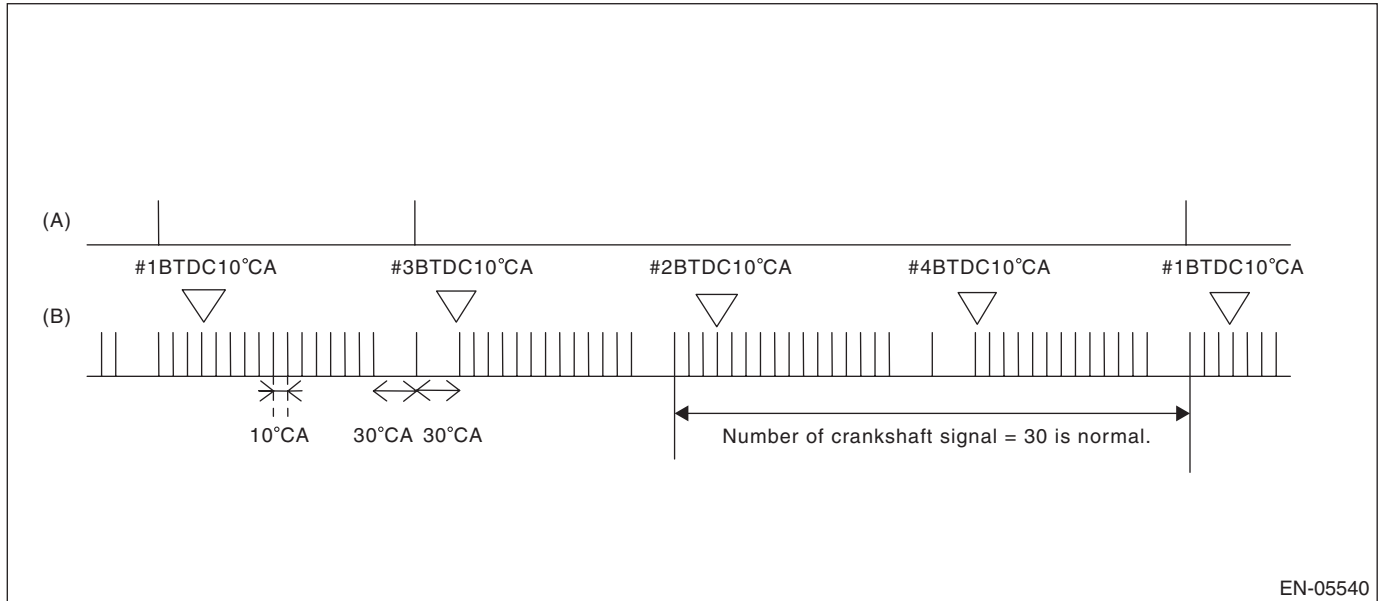 (A)
#1BTDC10°CA #3BTDC10°CA #2BTDC10°CA #4BTDC10°CA #1BTDC10°CA
(B)
10°CA 30°CA 30°CA Number of crankshaft signal = 30 is normal.
EN-05540